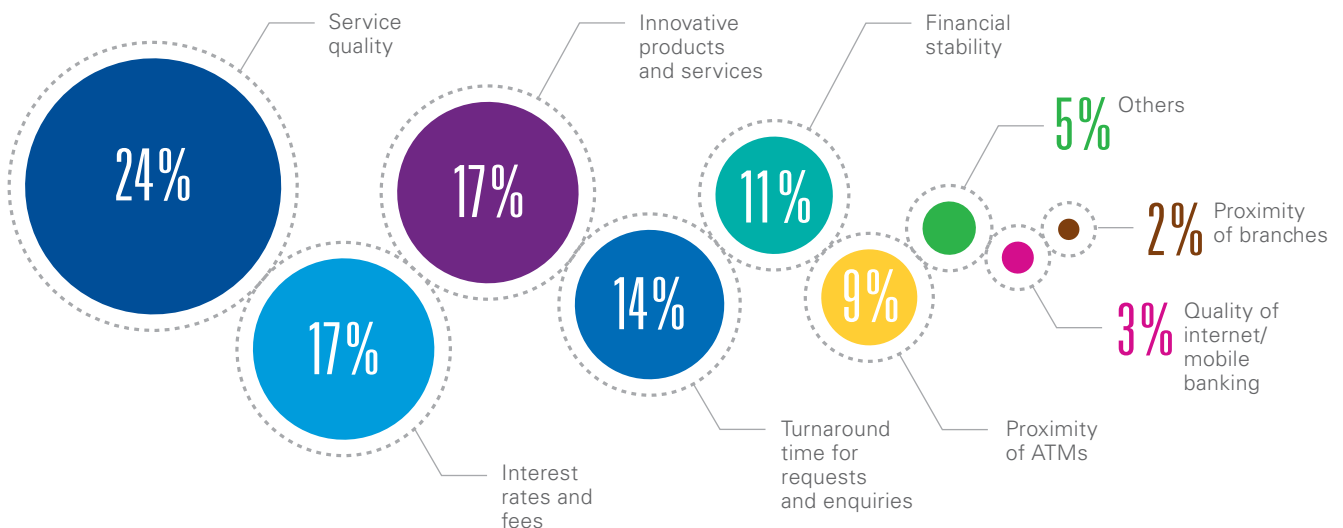 24%
Service
quality
17%
Interest
rates and
fees
17%
Innovative
products
and services
14%
Turnaround
time for
requests
and enquiries
11%
Financial
stability
9%
Proximity
of ATMs
5%
Others
3%
Quality of
internet/
mobile
banking
2%
Proximity
of branches